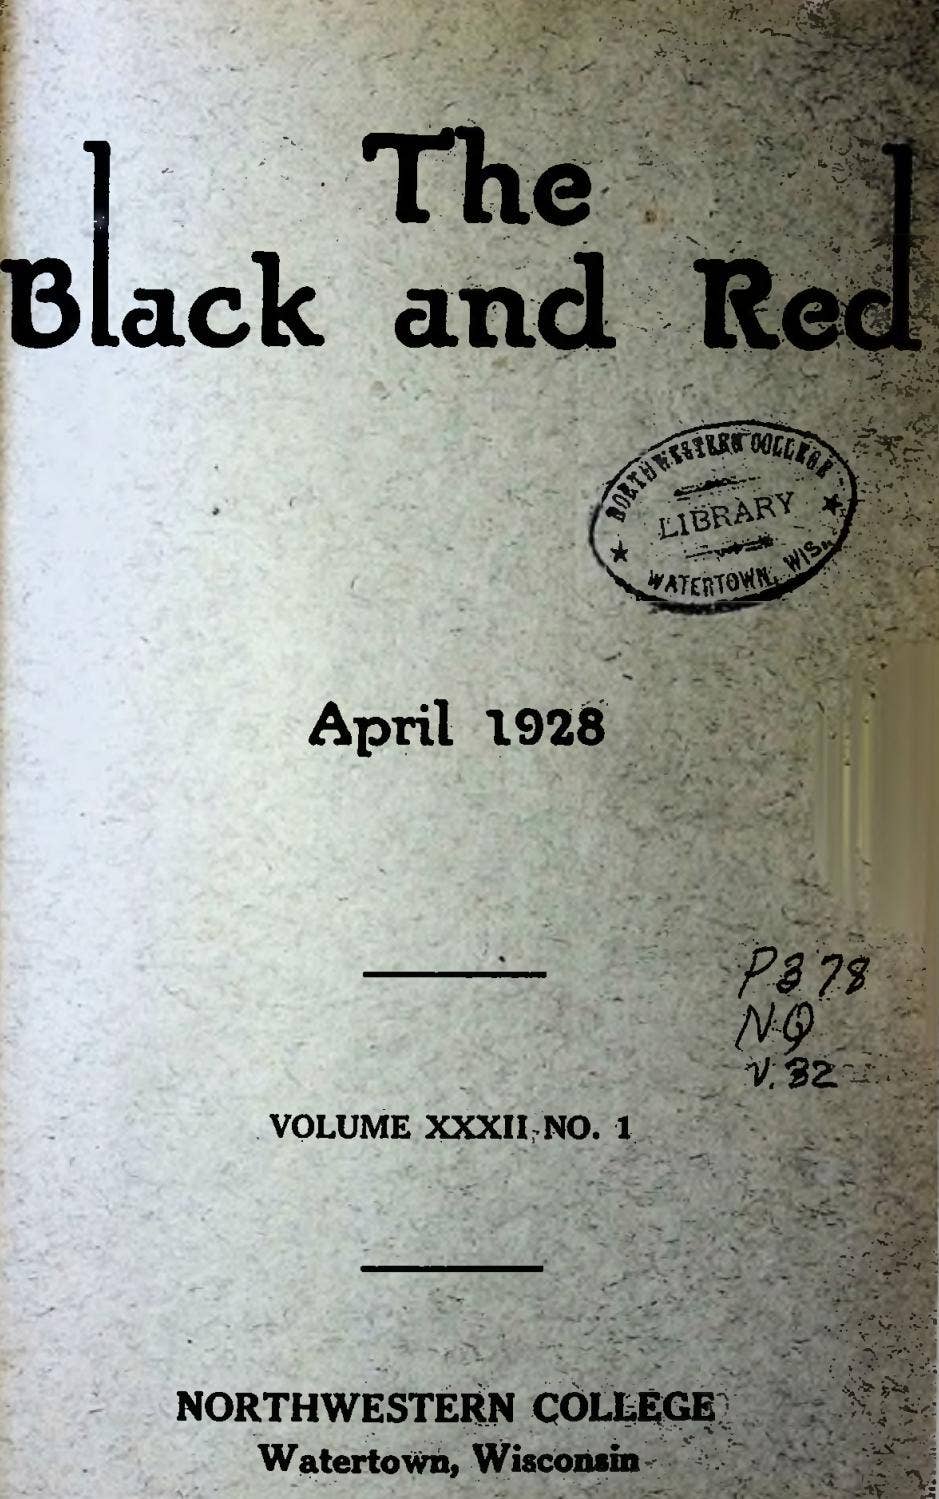 The
Black and Red
NORTHWESTERN COLLEGE
LIBRARY
WATERTOWN, WIS.
April 1928
P378
NQ
v. 32
VOLUME XXXII, NO. 1
NORTHWESTERN COLLEGE
Watertown, Wisconsin